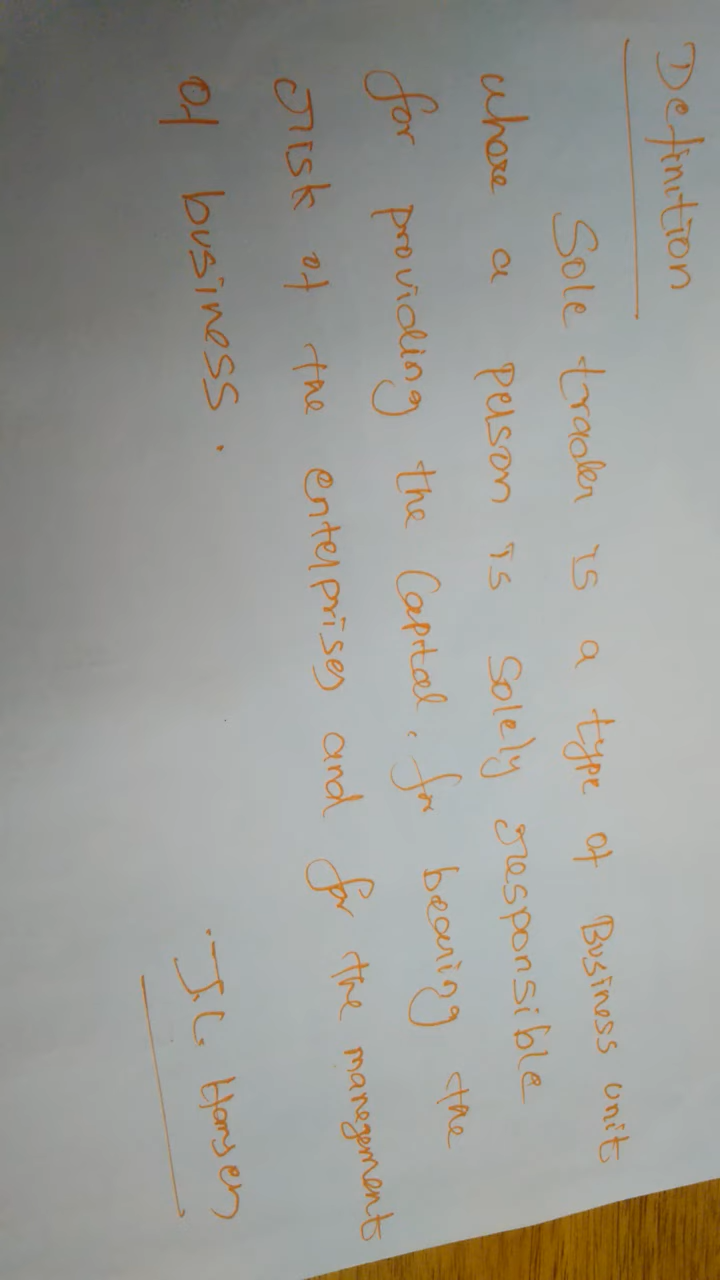 Definition
Sole trader is a type of Business unit
where a person is solely responsible
for providing the Capital. for bearing the
risk of the enterprises and for the management
of business.
J.L. Hansen